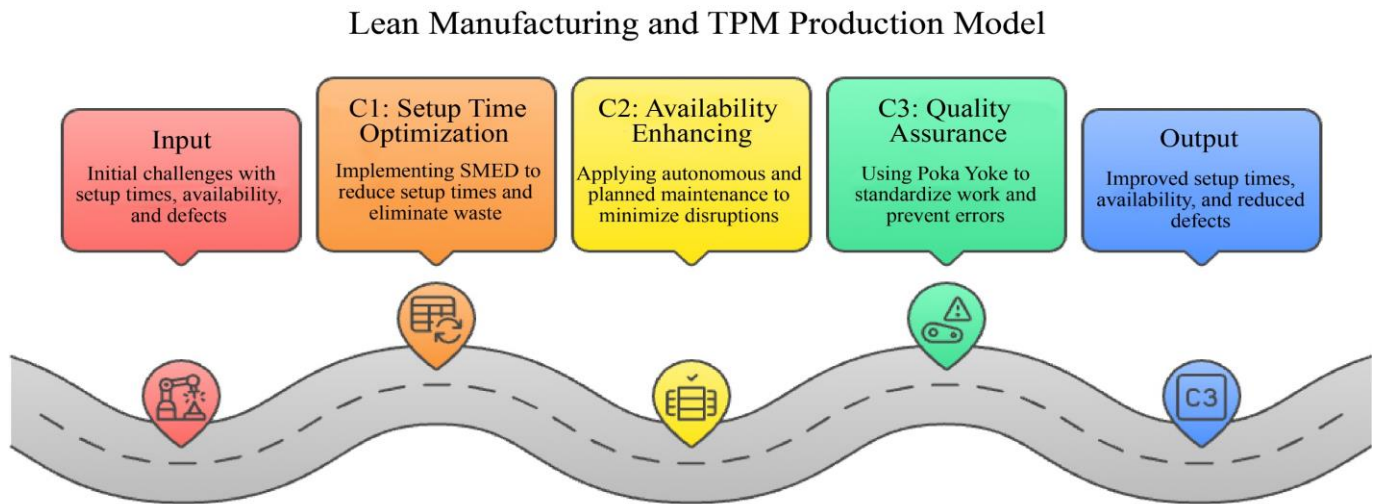 Lean Manufacturing and TPM Production Model
Input
Initial challenges with
setup times, availability,
and defects
C1: Setup Time
Optimization
Implementing SMED to
reduce setup times and
eliminate waste
C2: Availability
Enhancing
Applying autonomous and
planned maintenance to
minimize disruptions
C3: Quality
Assurance
Using Poka Yoke to
standardize work and
prevent errors
Output
Improved setup times,
availability, and reduced
defects
C3